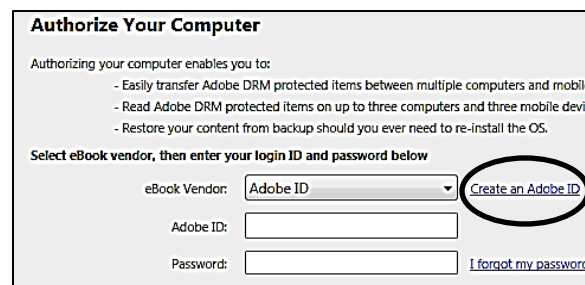 Authorize Your Computer
Authorizing your computer enables you to:
- Easily transfer Adobe DRM protected items between multiple computers and
- Read Adobe DRM protected items on up to three computers and three mobile
- Restore your content from backup should you ever need to re-install the OS.
Select eBook vendor, then enter your login ID and password below
eBook Vendor: Adobe ID Create an Adobe ID
Adobe ID:
Password: I forgot my